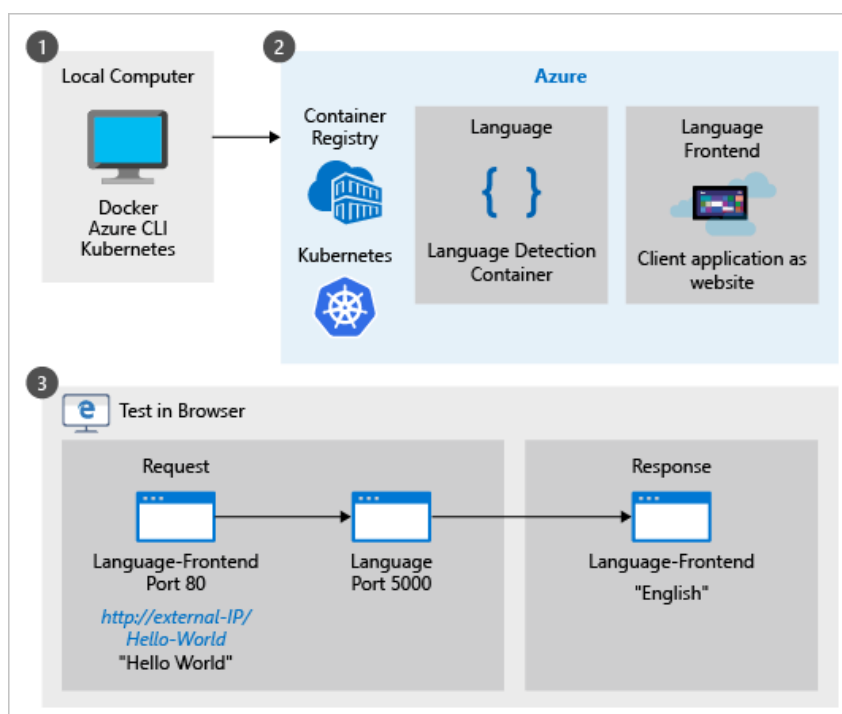 1
Local Computer
Docker
Azure CLI
Kubernetes
2
Azure
Container
Registry
Kubernetes
Language
{ }
Language Detection
Container
Language
Frontend
Client application as
website
3
e
Test in Browser
Request
Language-Frontend
Port 80
http://external-IP/
Hello-World
"Hello World"
Language
Port 5000
Response
Language-Frontend
"English"